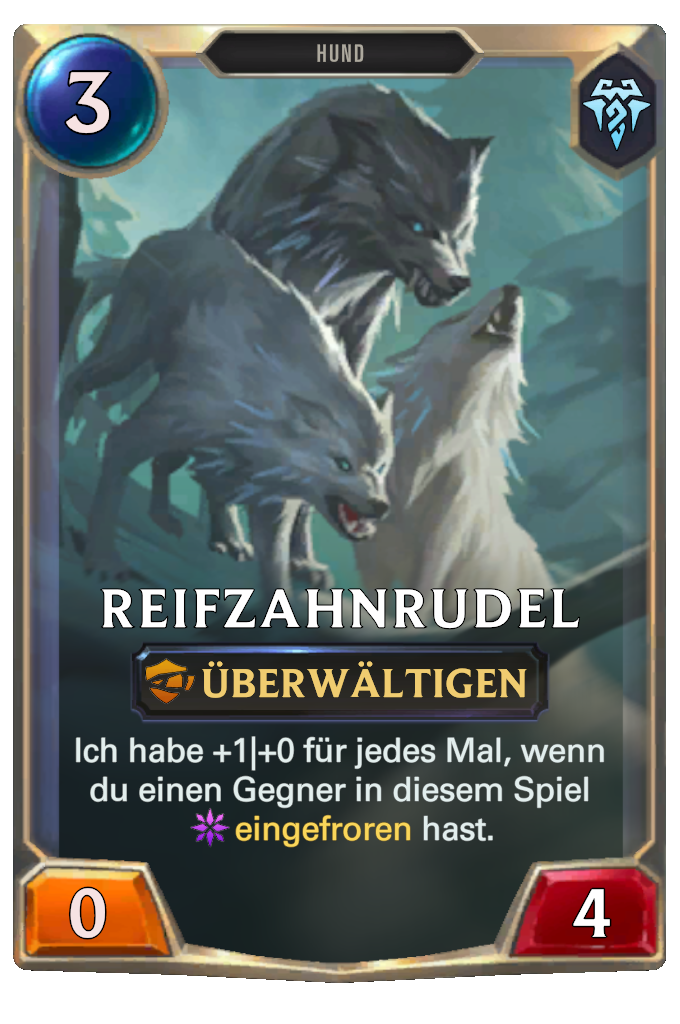 HUND
3
REIFZAHNRUDEL
ÜBERWÄLTIGEN
Ich habe +1|+0 für jedes Mal, wenn
du einen Gegner in diesem Spiel
eingefroren hast.
0
4